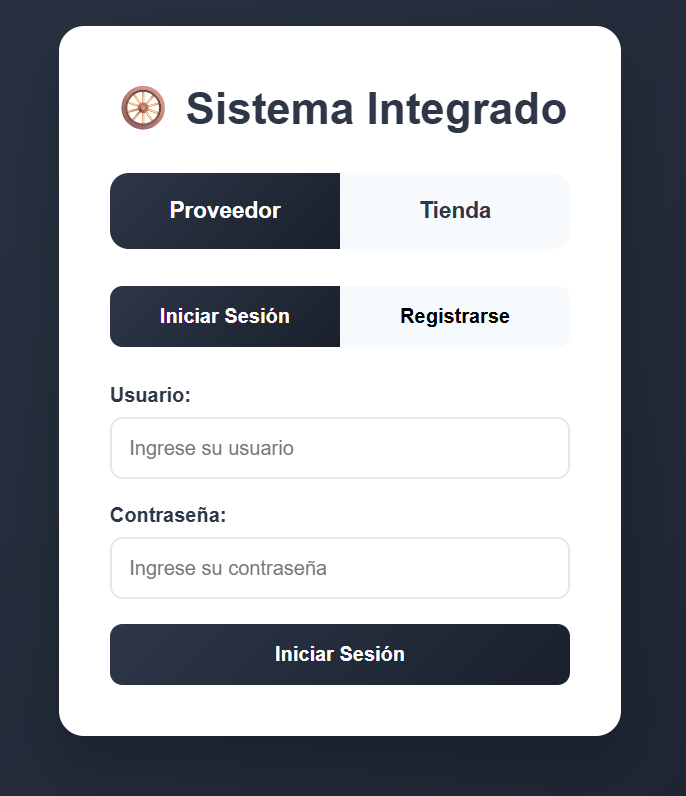 Sistema Integrado
Proveedor Tienda
Iniciar Sesión Registrarse
Usuario:
Ingrese su usuario
Contraseña:
Ingrese su contraseña
Iniciar Sesión